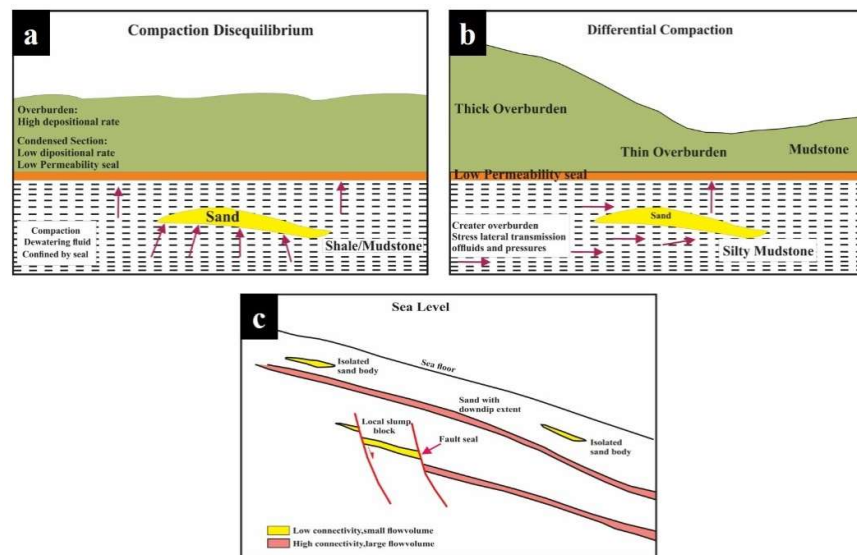 a
Compaction Disequilibrium
Overburden:
High depositional rate
Condensed Section:
Low dipositional rate
Low Permeability seal
Sand
Compaction
Dewatering fluid
Confined by seal
Shale/Mudstone
b
Differential Compaction
Thick Overburden
Thin Overburden
Mudstone
Low Permeability seal
Sand
Creater overburden
Stress lateral transmission
offluids and pressures
Silty Mudstone
c
Sea Level
Isolated
sand body
Sea floor
Sand with
downdip extent
Local slump
block
Fault seal
Isolated
sand body
Low connectivity,small flowvolume
High connectivity,large flowvolume